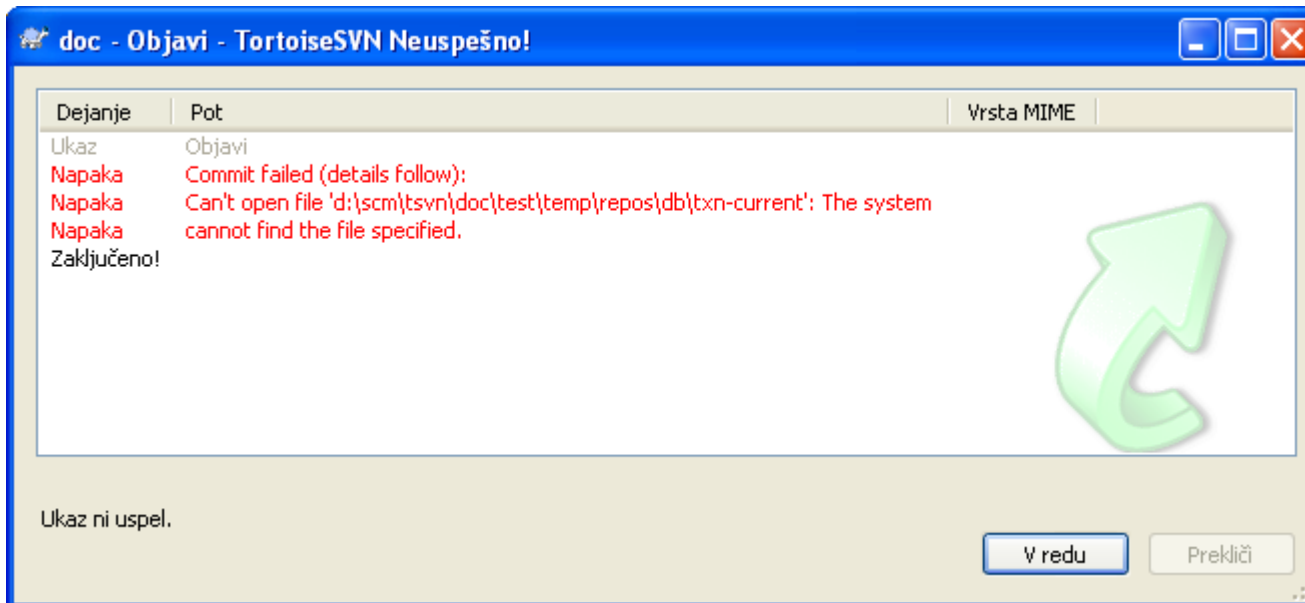 doc - Objavi - TortoiseSVN Neuspešno!
Dejanje Pot Vrsta MIME
Ukaz Objavi
Napaka Commit failed (details follow):
Napaka Can't open file 'd:\scm\tsvn\doc\test\temp\repos\db\txn-current': The system
Napaka cannot find the file specified.
Zaključeno!
Ukaz ni uspel.
V redu Prekliči